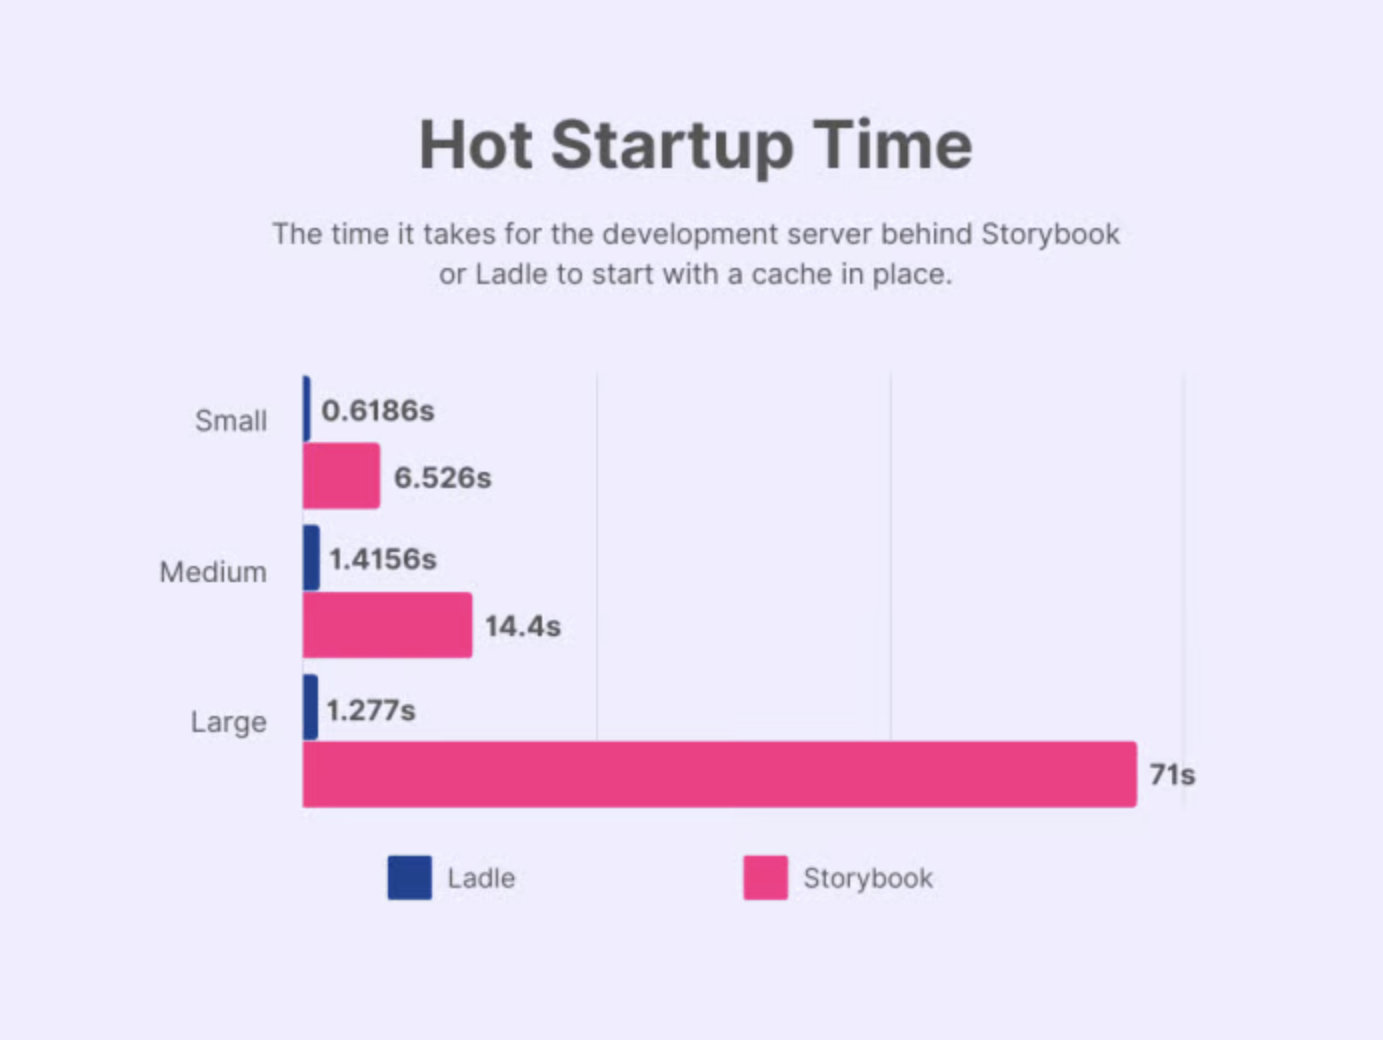 Hot Startup Time
The time it takes for the development server behind Storybook
or Ladle to start with a cache in place.
Small
0.6186s
6.526s
Medium
1.4156s
14.4s
Large
1.277s
71s
Ladle
Storybook